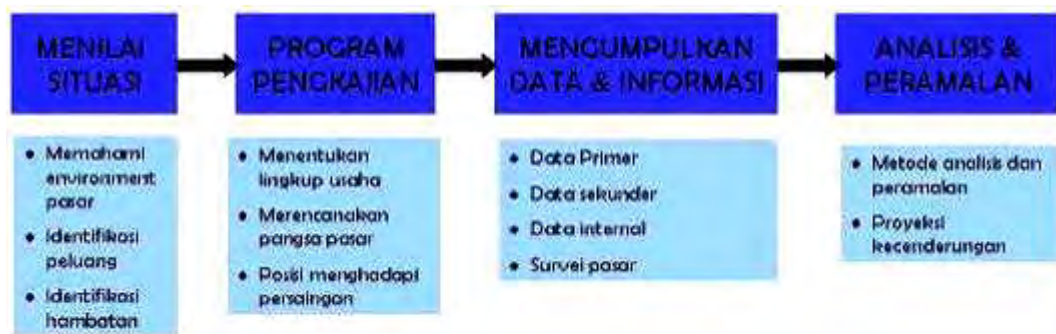 MENILAI
SITUASI
PROGRAM
PENGKAJIAN
MENGUMPULKAN
DATA & INFORMASI
ANALISIS &
PERAMALAN
• Memahami
environment
pasar
• Identifikasi
peluang
• Identifikasi
hambatan
• Menentukan
lingkup usaha
• Merencanakan
pangsa pasar
• Posisi menghadapi
persaingan
• Data Primer
• Data sekunder
• Data internal
• Survei pasar
• Metode analisis dan
peramalan
• Proyeksi
kecenderungan